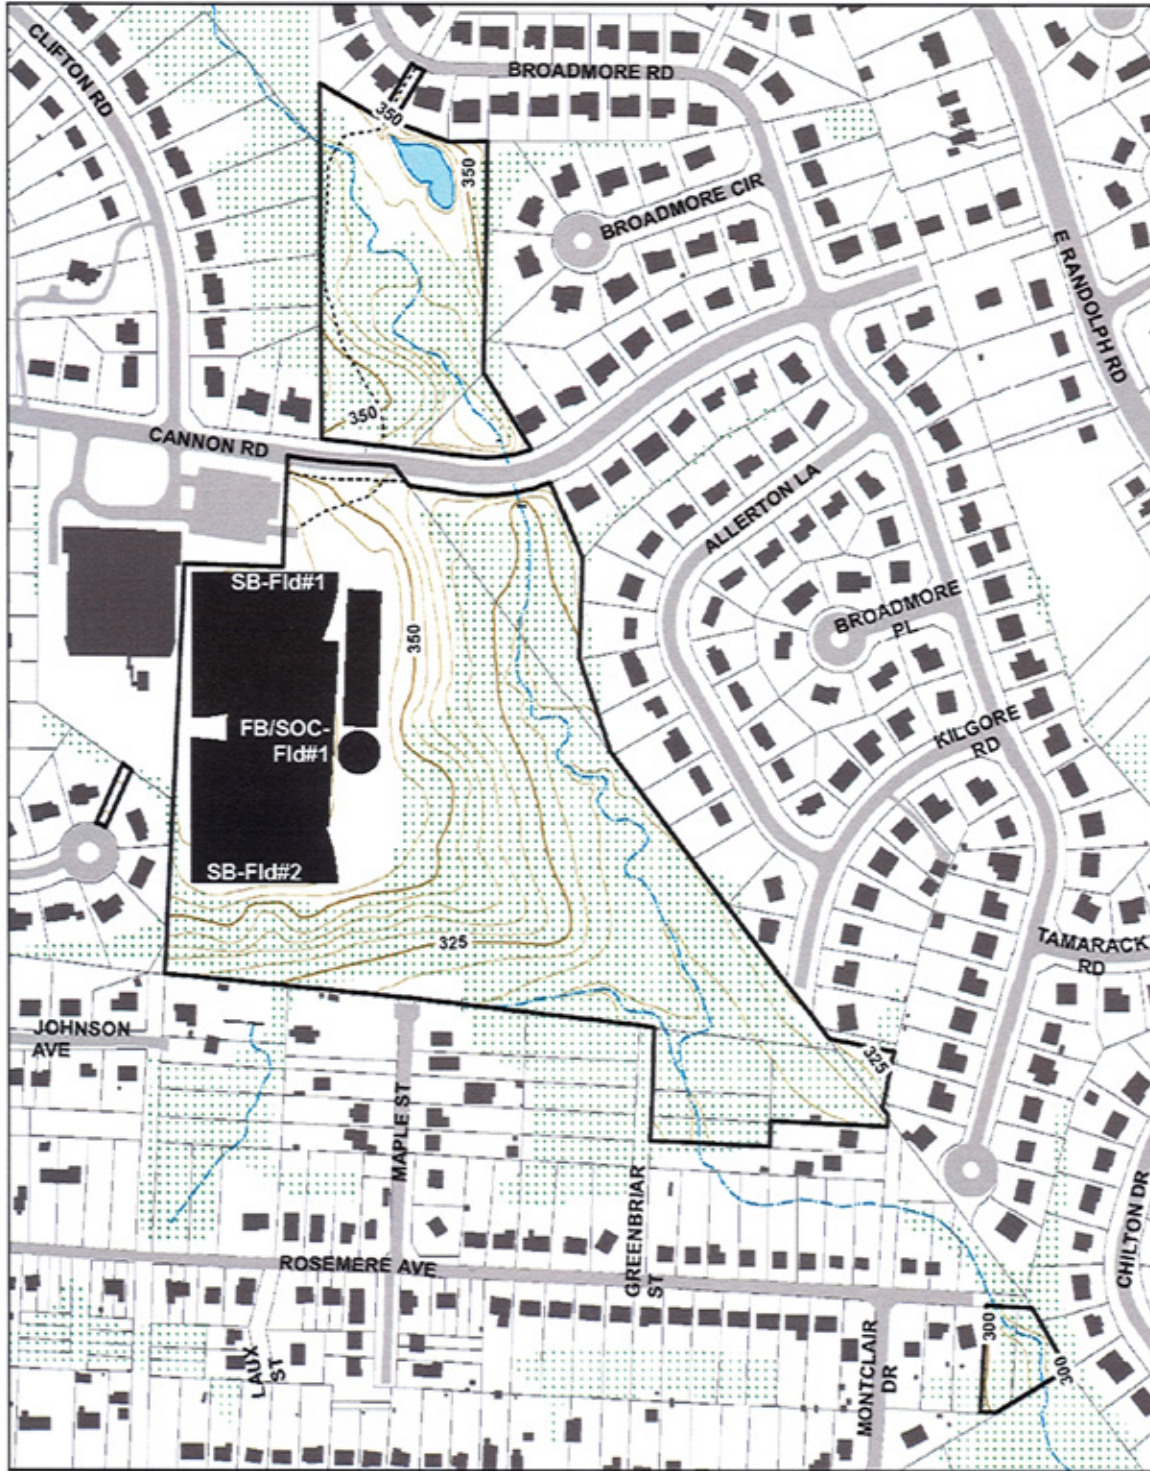 CLIFTON RD
BROADMORE RD
350
350
BROADMORE CIR
E RANDOLPH RD
350
CANNON RD
ALLERTON LA
SB-Fld#1
350
BROADMORE
PL
FB/SOC-
Fld#1
KILGORE
RD
SB-Fld#2
325
TAMARACK
RD
JOHNSON
AVE
325
MAPLE ST
GREENBRIAR
ST
CHILTON DR
ROSEMERE AVE
300
300
LAUX
ST
MONTCLAIR
DR